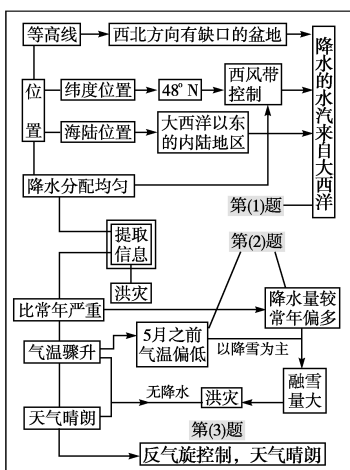 等高线
西北方向有缺口的盆地
位置
纬度位置
48° N
西风带
控制
海陆位置
大西洋以东
的内陆地区
降水的水汽来自大西洋
降水分配均匀
第(1)题
提取
信息
第(2)题
洪灾
比常年严重
降水量较
常年偏多
5月之前
气温偏低
气温骤升
以降雪为主
融雪
量大
无降水
洪灾
天气晴朗
第(3)题
反气旋控制，天气晴朗